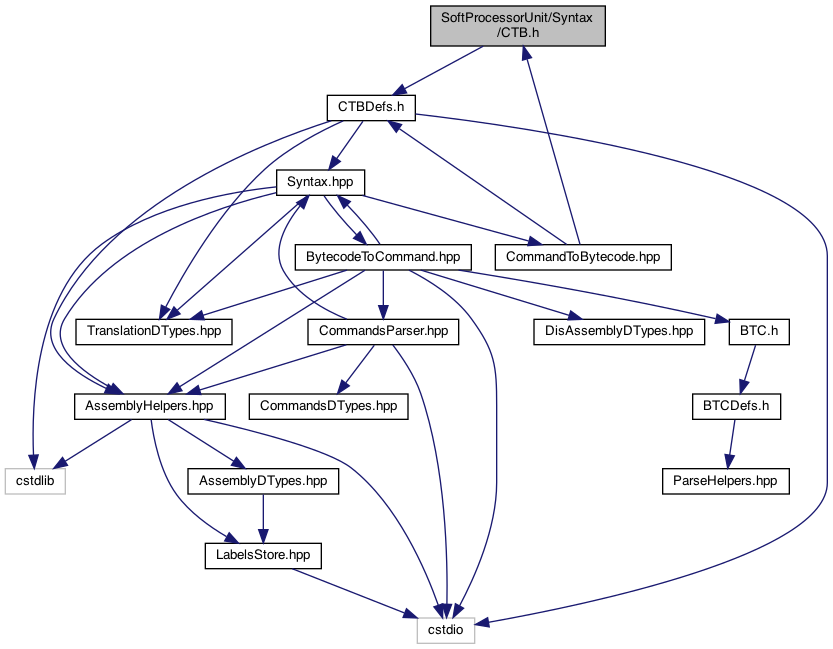 SoftProcessorUnit/Syntax
/CTB.h
CTBDefs.h
Syntax.hpp
BytecodeToCommand.hpp
CommandToBytecode.hpp
TranslationDTypes.hpp
CommandsParser.hpp
DisAssemblyDTypes.hpp
BTC.h
AssemblyHelpers.hpp
CommandsDTypes.hpp
BTCDefs.h
cstdlib
AssemblyDTypes.hpp
ParseHelpers.hpp
LabelsStore.hpp
cstdio